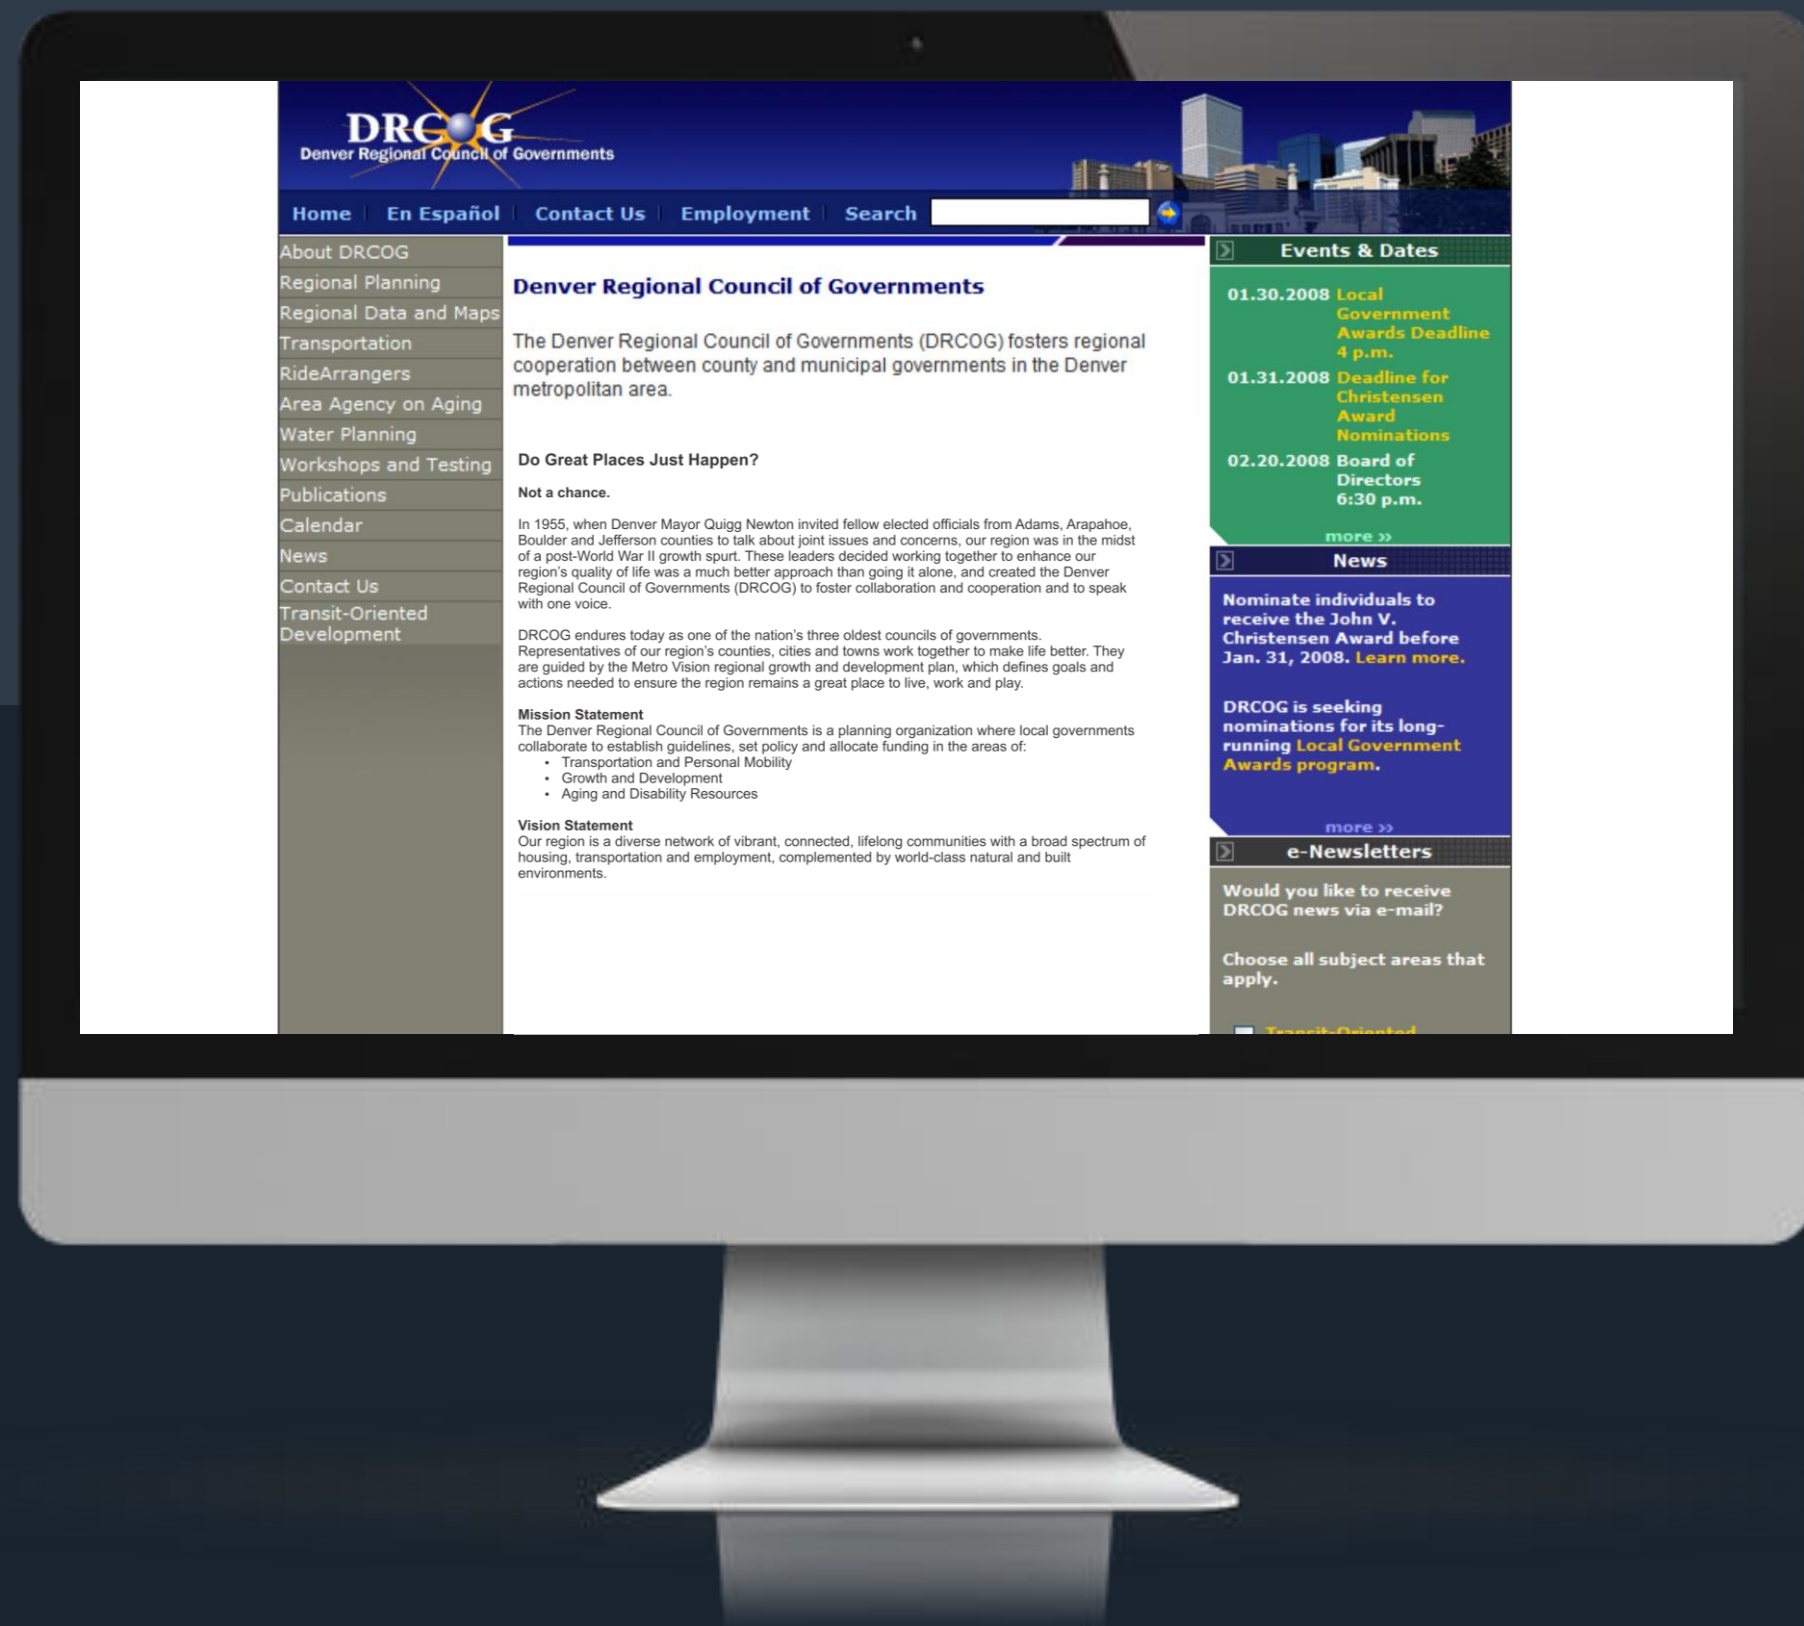 DRCOG
Denver Regional Council of Governments
Home
En Español
Contact Us
Employment
Search
About DRCOG
Regional Planning
Regional Data and Maps
Transportation
RideArrangers
Area Agency on Aging
Water Planning
Workshops and Testing
Publications
Calendar
News
Contact Us
Transit-Oriented
Development
Denver Regional Council of Governments
The Denver Regional Council of Governments (DRCOG) fosters regional
cooperation between county and municipal governments in the Denver
metropolitan area.
Do Great Places Just Happen?
Not a chance.
In 1955, when Denver Mayor Quigg Newton invited fellow elected officials from Adams, Arapahoe,
Boulder and Jefferson counties to talk about joint issues and concerns, our region was in the midst
of a post-World War II growth spurt. These leaders decided working together to enhance our
region's quality of life was a much better approach than going it alone, and created the Denver
Regional Council of Governments (DRCOG) to foster collaboration and cooperation and to speak
with one voice.
DRCOG endures today as one of the nation's three oldest councils of governments.
Representatives of our region's counties, cities and towns work together to make life better. They
are guided by the Metro Vision regional growth and development plan, which defines goals and
actions needed to ensure the region remains a great place to live, work and play.
Mission Statement
The Denver Regional Council of Governments is a planning organization where local governments
collaborate to establish guidelines, set policy and allocate funding in the areas of:
• Transportation and Personal Mobility
• Growth and Development
• Aging and Disability Resources
Vision Statement
Our region is a diverse network of vibrant, connected, lifelong communities with a broad spectrum of
housing, transportation and employment, complemented by world-class natural and built
environments.
Events & Dates
01.30.2008 Local
Government
Awards Deadline
4 p.m.
01.31.2008 Deadline for
Christensen
Award
Nominations
02.20.2008 Board of
Directors
6:30 p.m.
more »
News
Nominate individuals to
receive the John V.
Christensen Award before
Jan. 31, 2008. Learn more.
DRCOG is seeking
nominations for its long-
running Local Government
Awards program.
more »
e-Newsletters
Would you like to receive
DRCOG news via e-mail?
Choose all subject areas that
apply.
Transit-Oriented